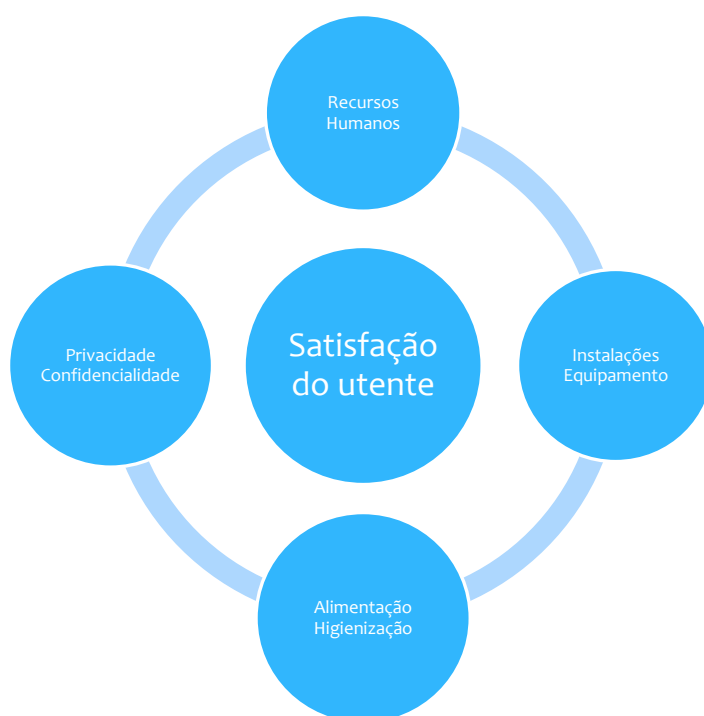 Recursos
Humanos
Privacidade
Confidencialidade
Satisfação
do utente
Instalações
Equipamento
Alimentação
Higienização